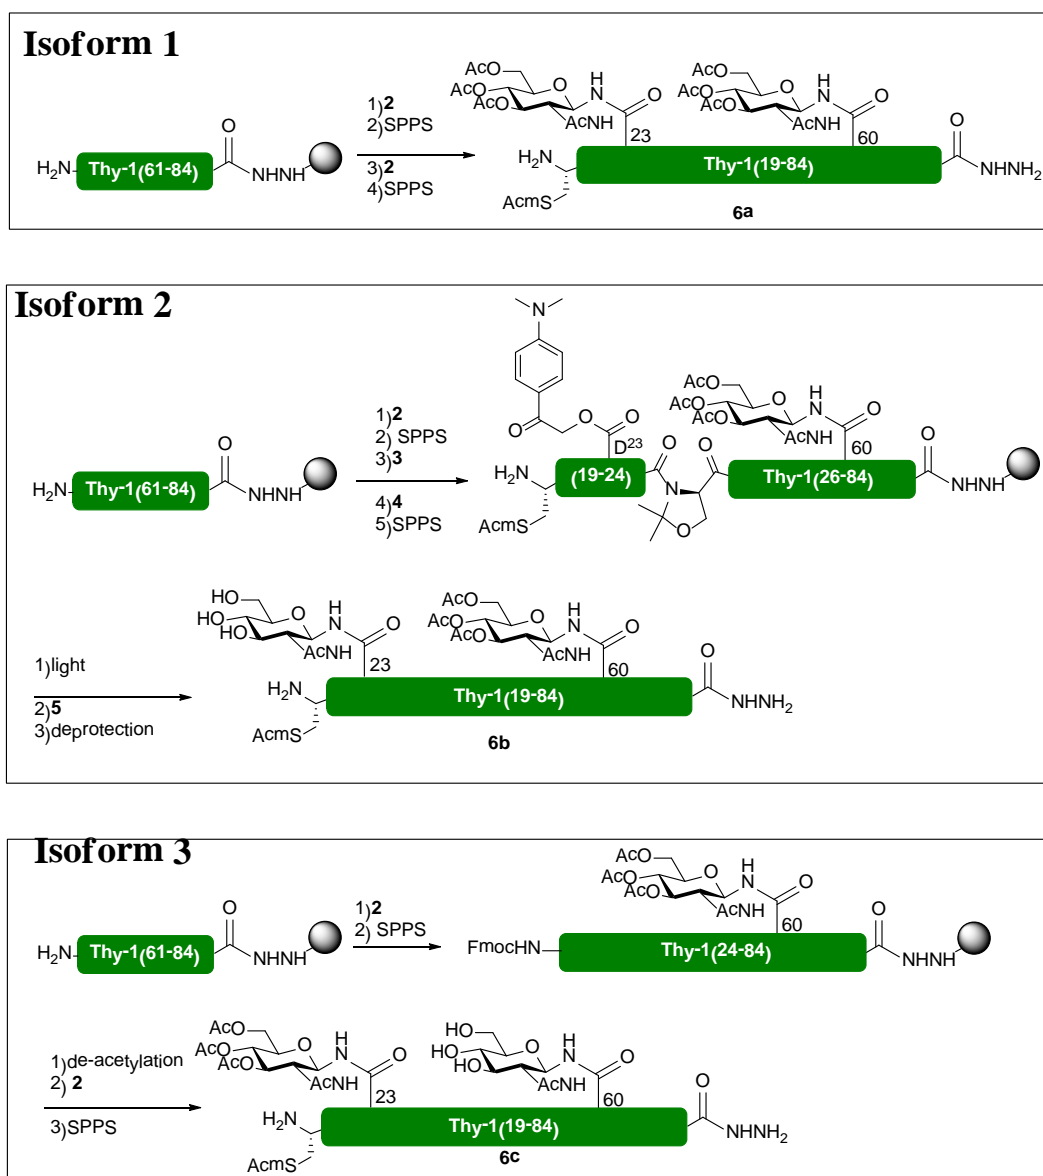 Isoform 1
H₂N Thy-1(61-84) O NHNH
1)2
2)SPPS
3)2
4)SPPS
AcO AcO AcO O AcNH H N O 23
AcO AcO AcO O AcNH H N O 60
H₂N AcmS Thy-1(19-84) O NHNH₂
6a
Isoform 2
H₂N Thy-1(61-84) O NHNH
1)2
2) SPPS
3)3
4)4
5)SPPS
N O O O D²³
H₂N AcmS (19-24) O N O O Thy-1(26-84) O NHNH
AcO AcO AcO O AcNH H N O 60
1)light
2)5
3)deprotection
HO HO HO O AcNH H N O 23
AcO AcO AcO O AcNH H N O 60
H₂N AcmS Thy-1(19-84) O NHNH₂
6b
Isoform 3
H₂N Thy-1(61-84) O NHNH
1)2
2) SPPS
AcO AcO AcO O AcNH H N O 60
FmocHN Thy-1(24-84) O NHNH
1)de-acetylation
2) 2
3)SPPS
AcO AcO AcO O AcNH H N O 23
HO HO HO O AcNH H N O 60
H₂N AcmS Thy-1(19-84) O NHNH₂
6c